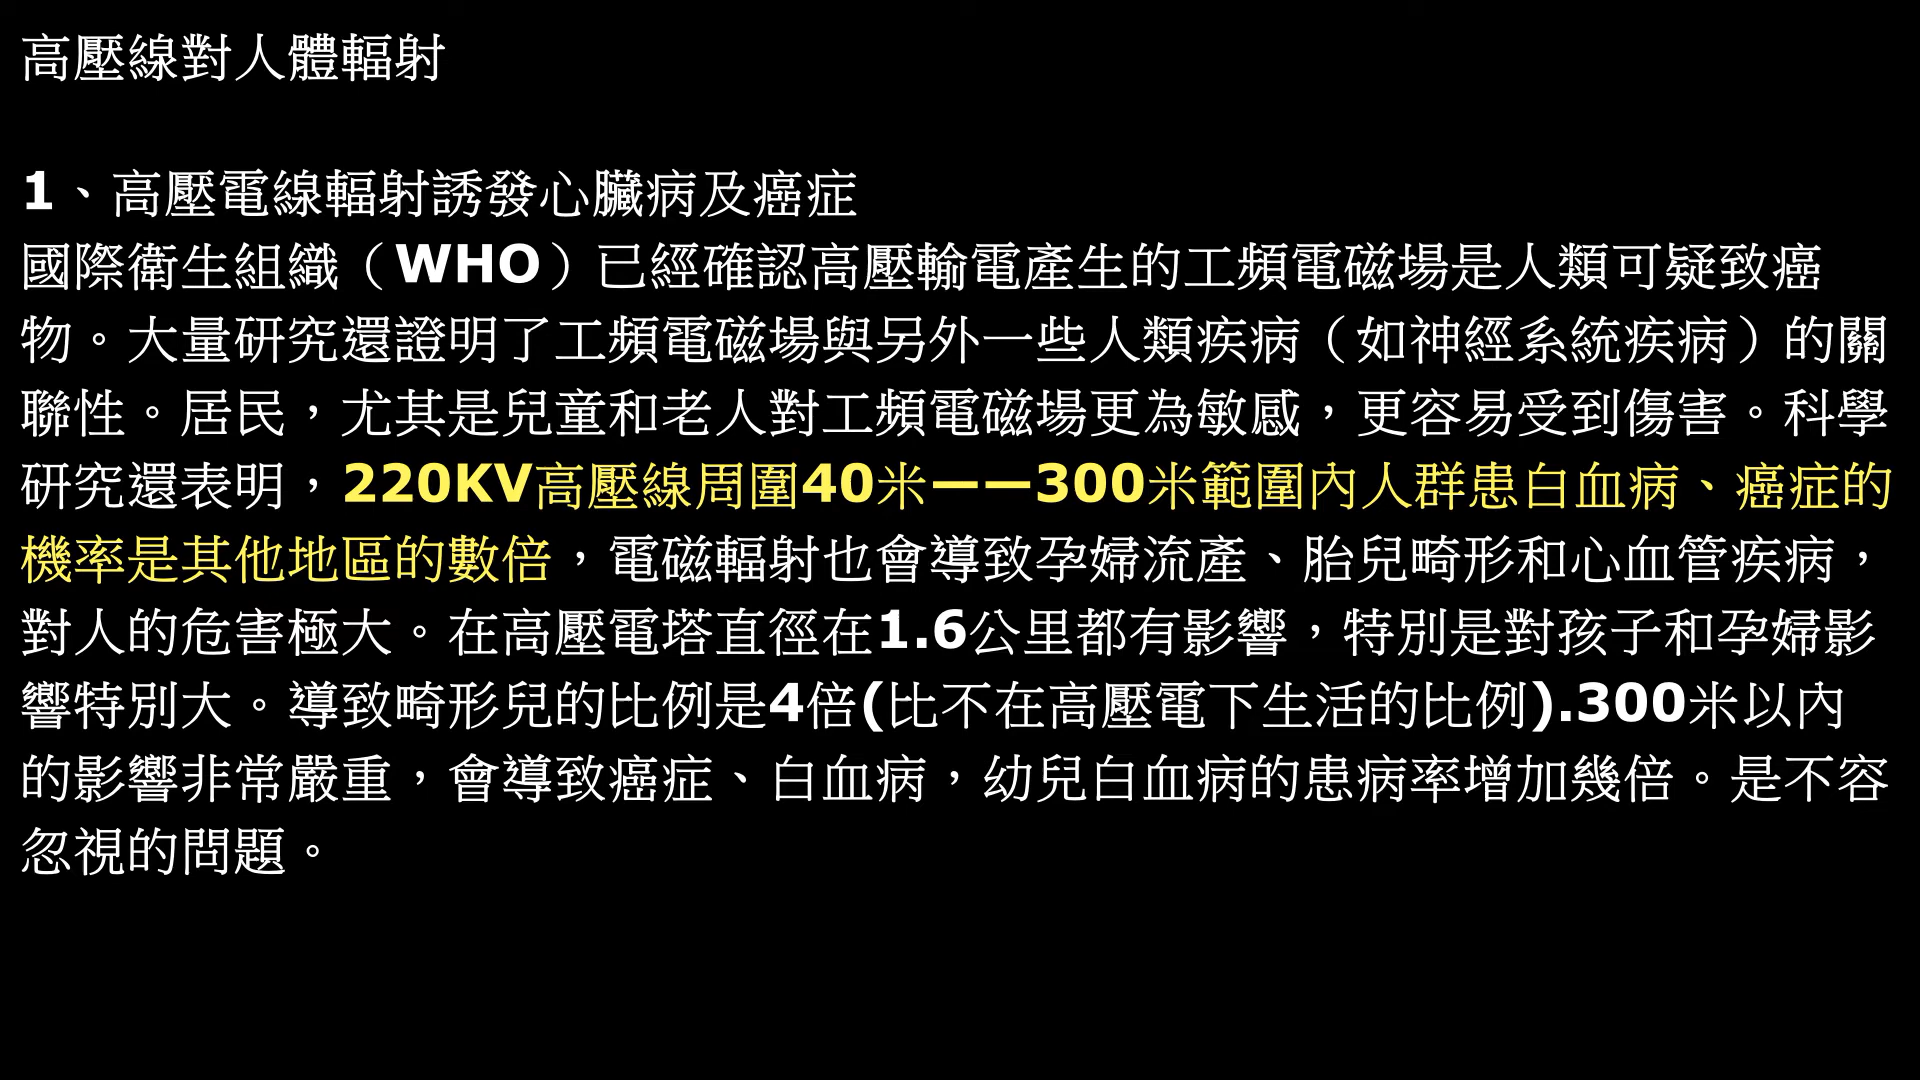 高壓線對人體輻射
1、高壓電線輻射誘發心臟病及癌症
國際衛生組織（WHO）已經確認高壓輸電產生的工頻電磁場是人類可疑致癌
物。大量研究還證明了工頻電磁場與另外一些人類疾病（如神經系統疾病）的關
聯性。居民，尤其是兒童和老人對工頻電磁場更為敏感，更容易受到傷害。科學
研究還表明，220KV高壓線周圍40米——300米範圍內人群患白血病、癌症的
機率是其他地區的數倍，電磁輻射也會導致孕婦流產、胎兒畸形和心血管疾病，
對人的危害極大。在高壓電塔直徑在1.6公里都有影響，特別是對孩子和孕婦影
響特別大。導致畸形兒的比例是4倍(比不在高壓電下生活的比例).300米以內
的影響非常嚴重，會導致癌症、白血病，幼兒白血病的患病率增加幾倍。是不容
忽視的問題。